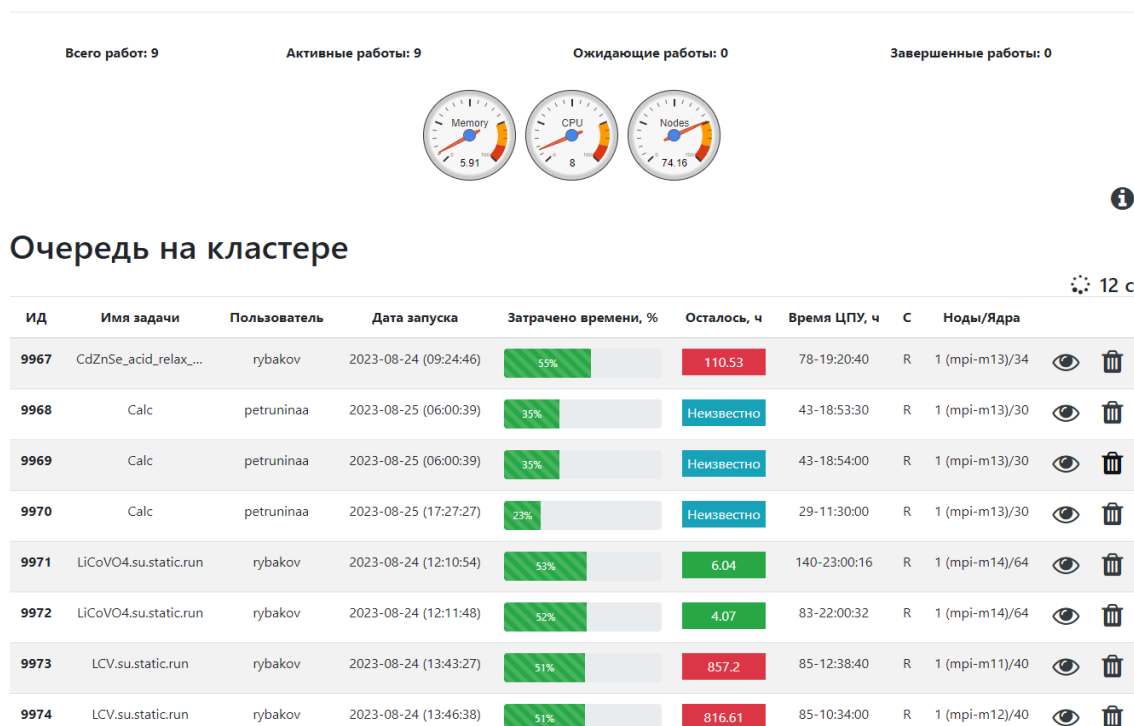 Всего работ: 9 Активные работы: 9 Ожидающие работы: 0 Завершенные работы: 0
Memory CPU Nodes
0 100 0 100 0 100
5.91 8 74.16
Очередь на кластере
12 с
ИД Имя задачи Пользователь Дата запуска Затрачено времени, % Осталось, ч Время ЦПУ, ч С Ноды/Ядра
9967 CdZnSe_acid_relax_... rybakov 2023-08-24 (09:24:46) 55% 110.53 78-19:20:40 R 1 (mpi-m13)/34
9968 Calc petruninaa 2023-08-25 (06:00:39) 35% Неизвестно 43-18:53:30 R 1 (mpi-m13)/30
9969 Calc petruninaa 2023-08-25 (06:00:39) 35% Неизвестно 43-18:54:00 R 1 (mpi-m13)/30
9970 Calc petruninaa 2023-08-25 (17:27:27) 23% Неизвестно 29-11:30:00 R 1 (mpi-m13)/30
9971 LiCoVO4.su.static.run rybakov 2023-08-24 (12:10:54) 53% 6.04 140-23:00:16 R 1 (mpi-m14)/64
9972 LiCoVO4.su.static.run rybakov 2023-08-24 (12:11:48) 52% 4.07 83-22:00:32 R 1 (mpi-m14)/64
9973 LCV.su.static.run rybakov 2023-08-24 (13:43:27) 51% 857.2 85-12:38:40 R 1 (mpi-m11)/40
9974 LCV.su.static.run rybakov 2023-08-24 (13:46:38) 51% 816.61 85-10:34:00 R 1 (mpi-m12)/40